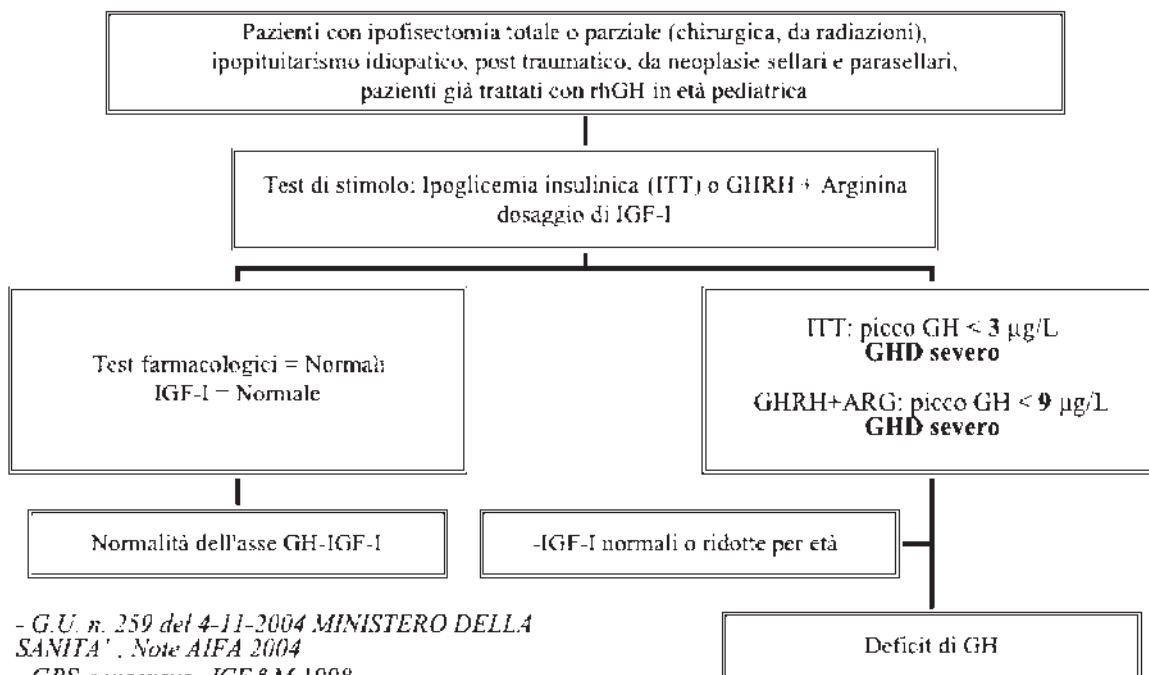 Pazienti con ipofisectomia totale o parziale (chirurgica, da radiazioni),
ipopituitarismo idiopatico, post traumatico, da neoplasie sellari e parasellari,
pazienti già trattati con rhGH in età pediatrica
Test di stimolo: Ipoglicemia insulinica (ITT) o GHRH + Arginina
dosaggio di IGF-I
Test farmacologici = Normali
IGF-I = Normale
ITT: picco GH < 3 µg/L
GHD severo
GHRH+ARG: picco GH < 9 µg/L
GHD severo
Normalità dell'asse GH-IGF-I
-IGF-I normali o ridotte per età
- G.U. n. 259 del 4-11-2004 MINISTERO DELLA
SANITA' , Note AIFA 2004
Deficit di GH